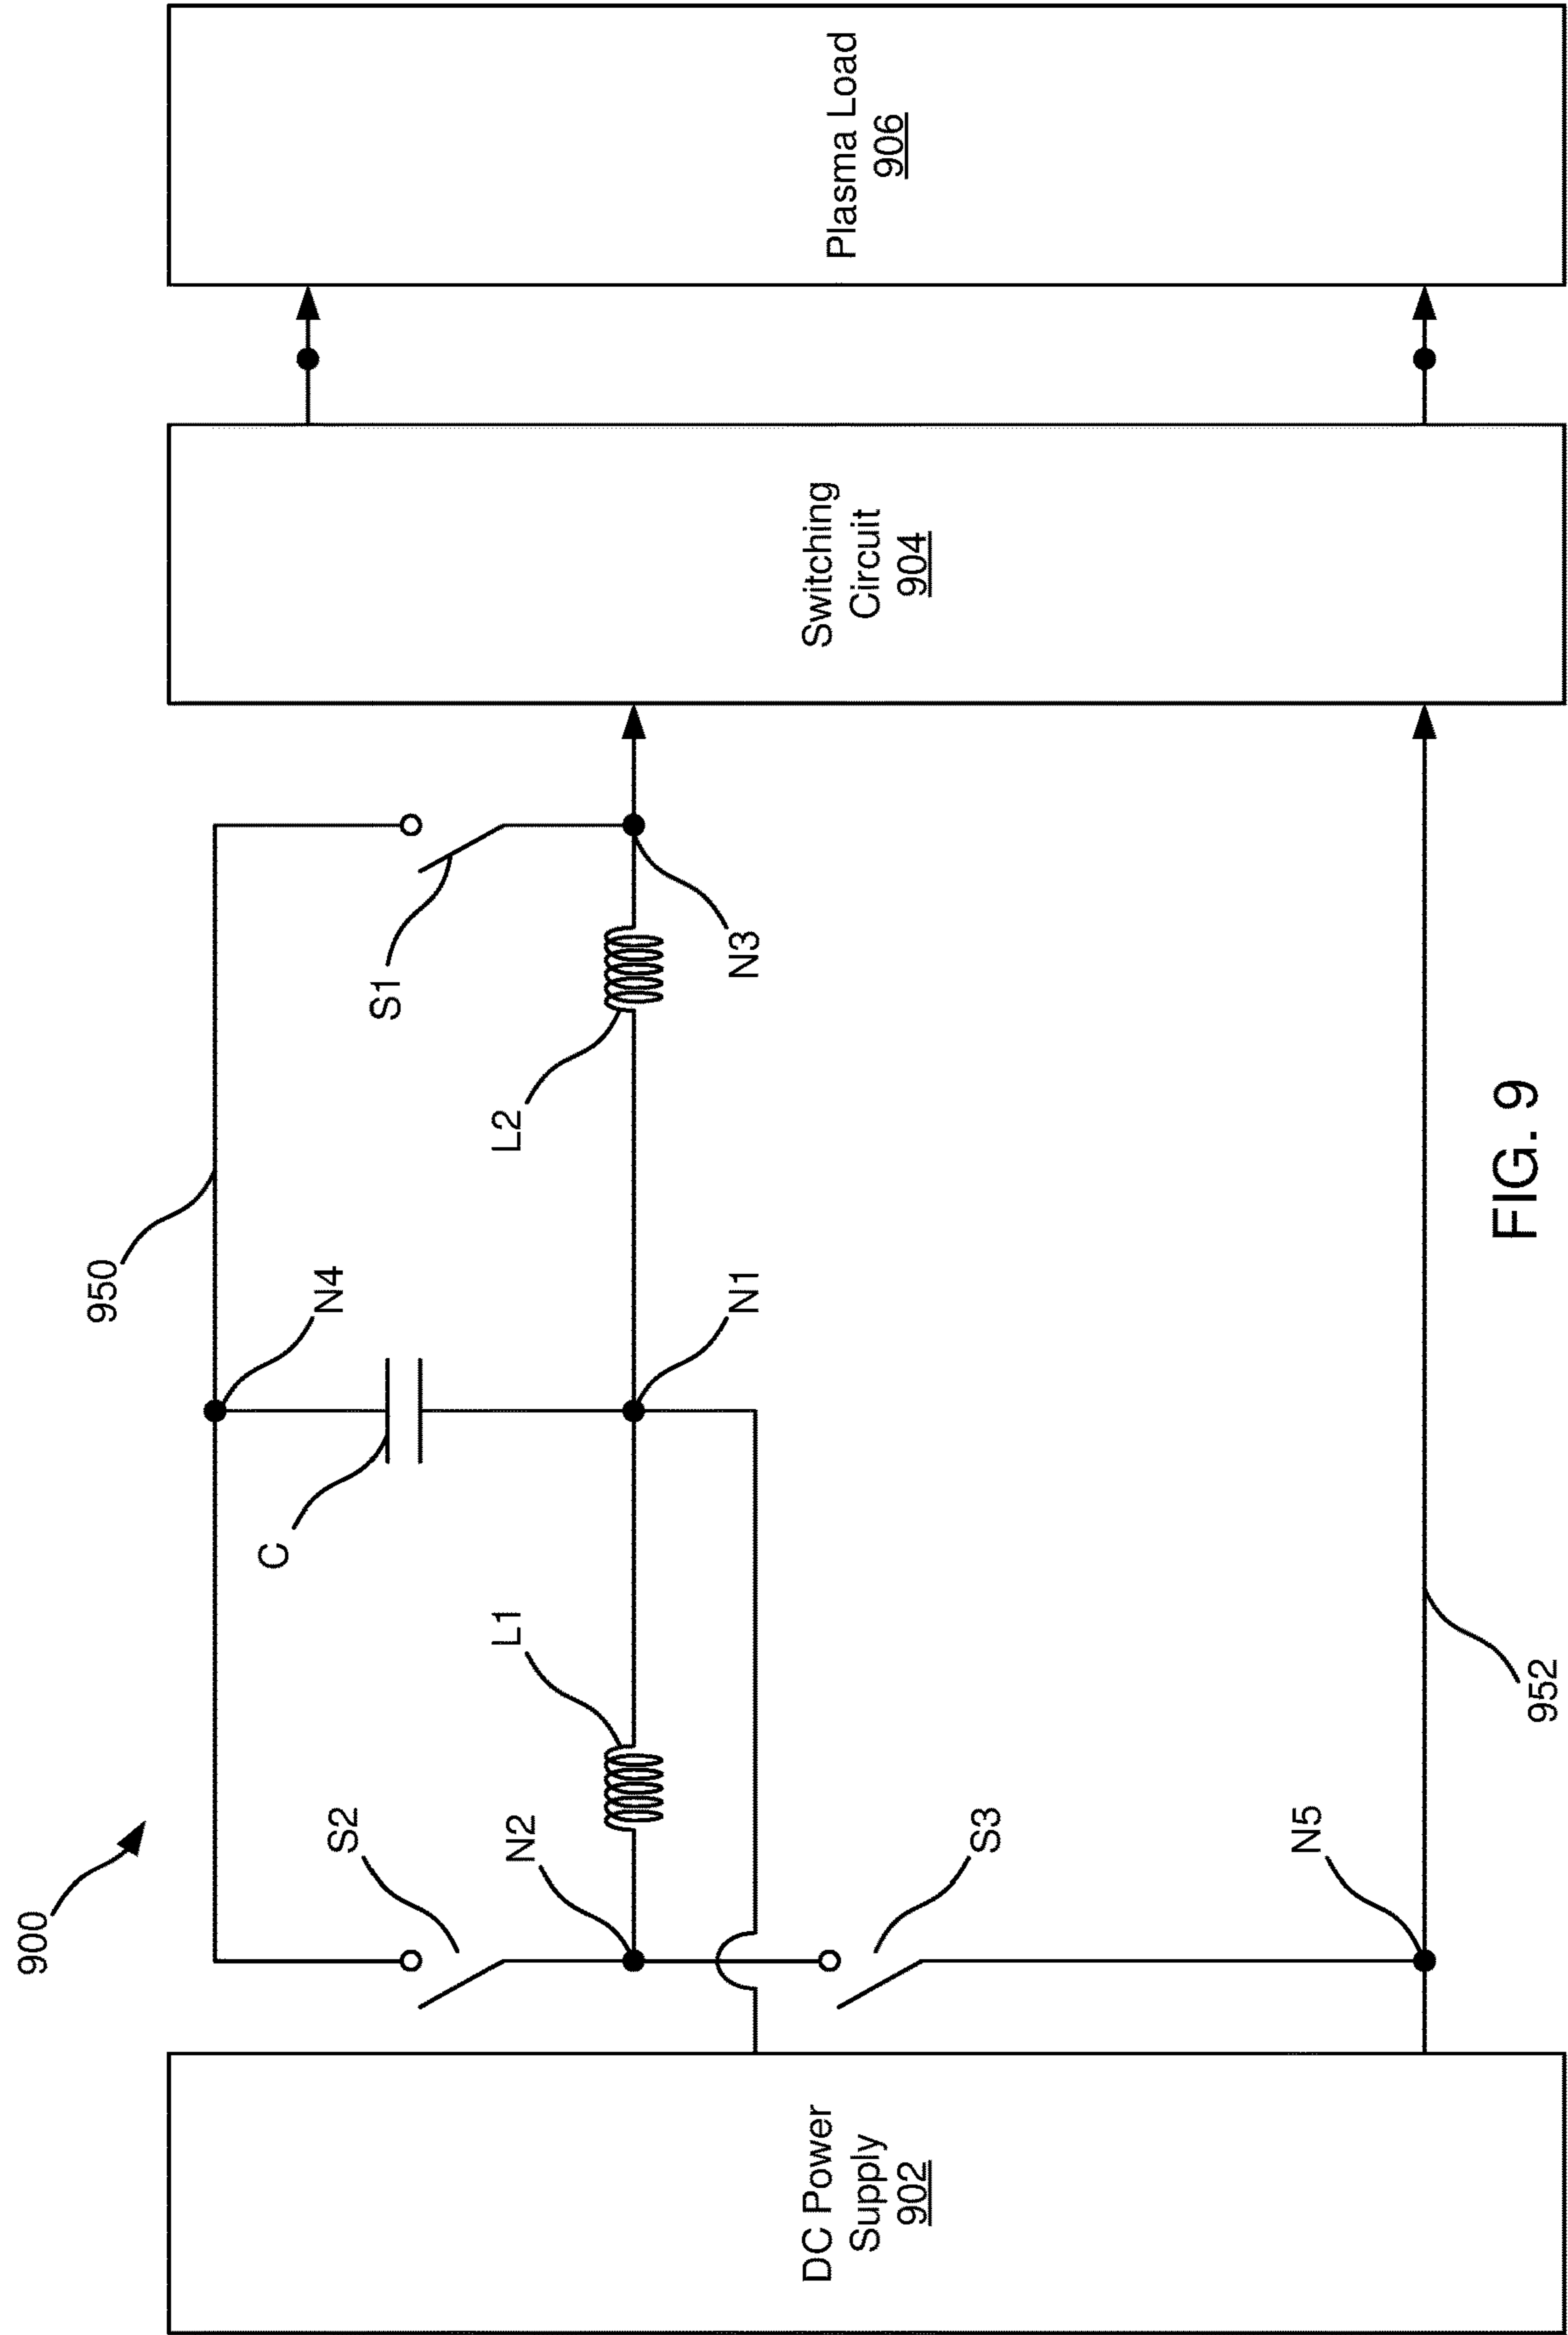 900
950
N4
C
S2
N2
L1
N1
L2
S1
N3
S3
N5
952
DC Power
Supply
902
Switching
Circuit
904
Plasma Load
906
FIG. 9